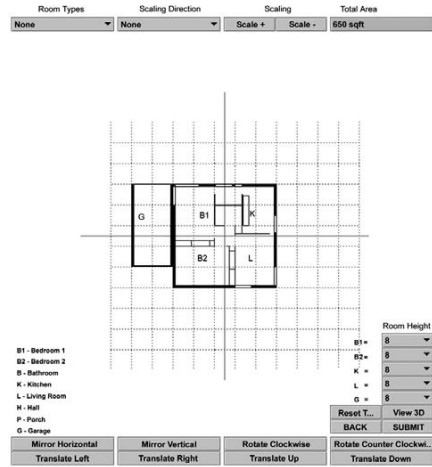 Room Types Scaling Direction Scaling Total Area
None None Scale + Scale - 650 sqft
G B1 K
B2 L
Room Height
B1 = 8
B2 = 8
K = 8
L = 8
G = 8
B1 - Bedroom 1
B2 - Bedroom 2
B - Bathroom
K - Kitchen
L - Living Room
H - Hall
P - Porch
G - Garage
Reset T... View 3D
BACK SUBMIT
Mirror Horizontal Mirror Vertical Rotate Clockwise Rotate Counter Clockwi...
Translate Left Translate Right Translate Up Translate Down